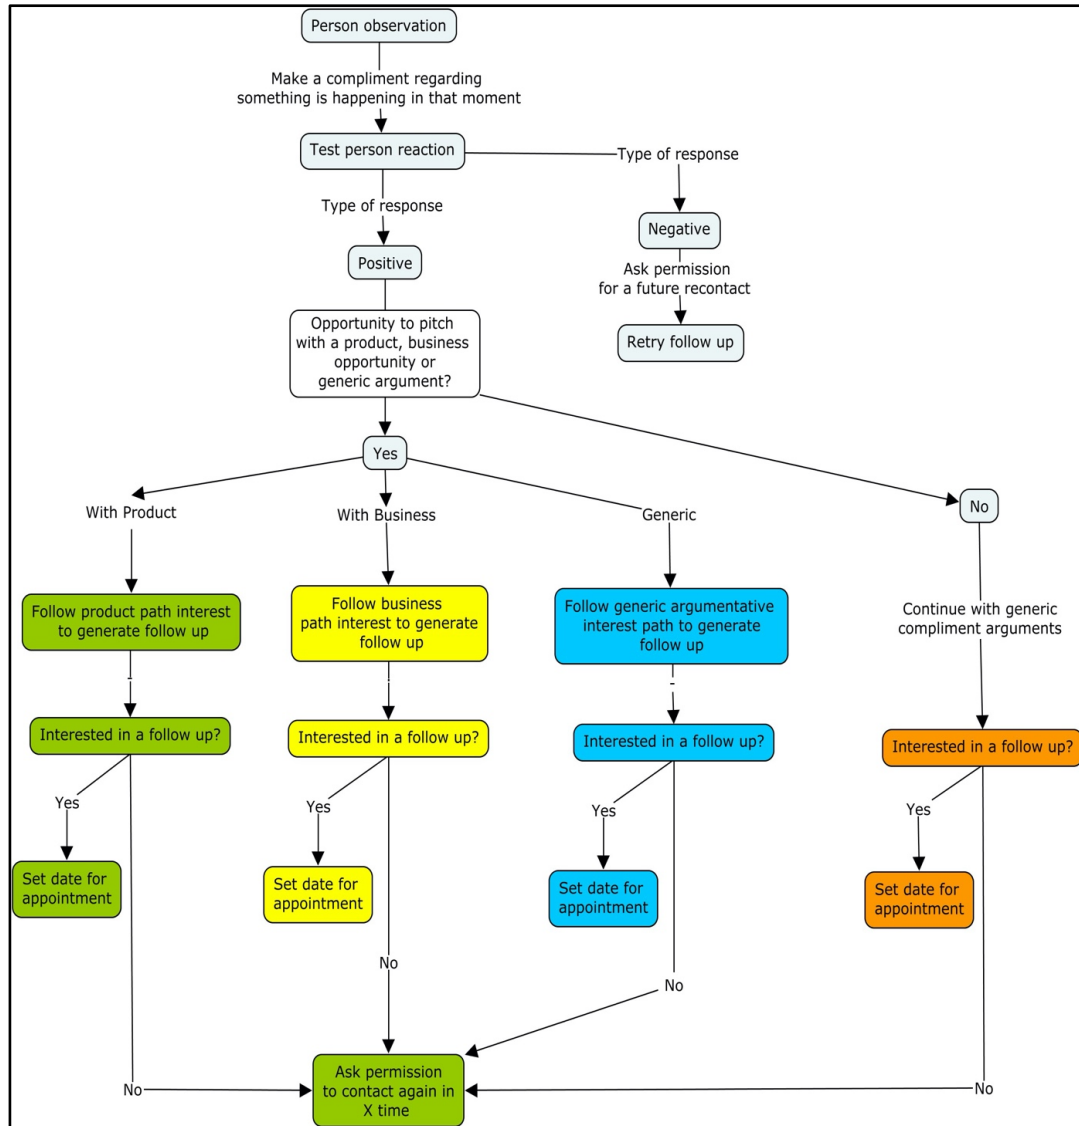 Person observation
Make a compliment regarding
something is happening in that moment
Test person reaction
Type of response
Type of response
Negative
Positive
Ask permission
for a future recontact
Opportunity to pitch
with a product, business
opportunity or
generic argument?
Retry follow up
Yes
No
With Product
With Business
Generic
Follow product path interest
to generate follow up
Follow business
path interest to generate
follow up
Follow generic argumentative
interest path to generate
follow up
Continue with generic
compliment arguments
-
-
Interested in a follow up?
Interested in a follow up?
Interested in a follow up?
Interested in a follow up?
Yes
Yes
Yes
Yes
Set date for
appointment
Set date for
appointment
Set date for
appointment
Set date for
appointment
No
No
No
No
Ask permission
to contact again in
X time